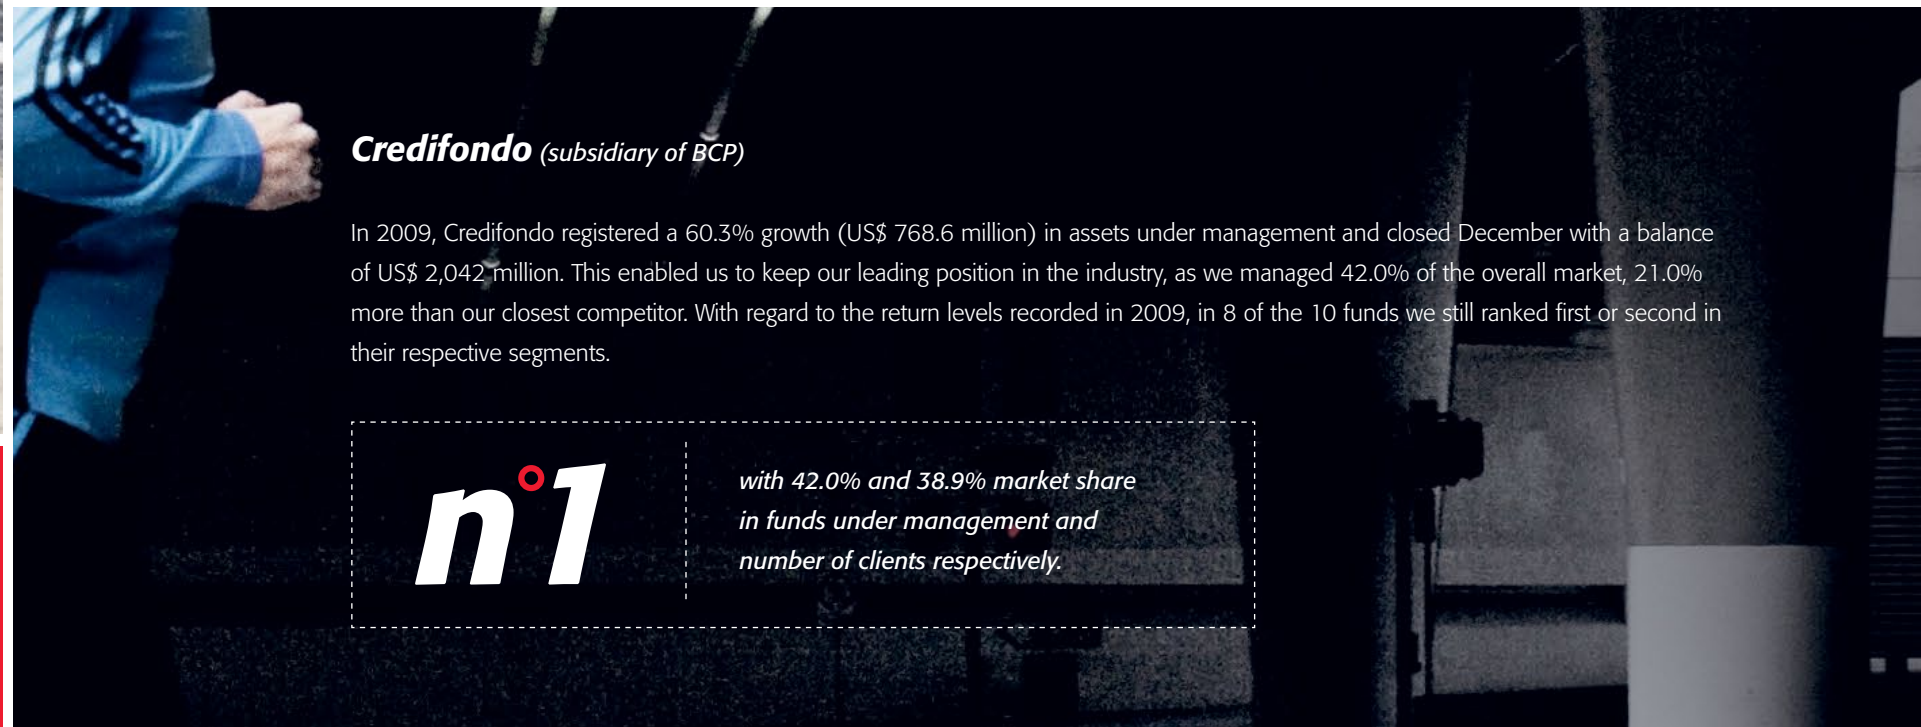 Credifondo (subsidiary of BCP)
In 2009, Credifondo registered a 60.3% growth (US$ 768.6 million) in assets under management and closed December with a balance
of US$ 2,042 million. This enabled us to keep our leading position in the industry, as we managed 42.0% of the overall market, 21.0%
more than our closest competitor. With regard to the return levels recorded in 2009, in 8 of the 10 funds we still ranked first or second in
their respective segments.
n°1
with 42.0% and 38.9% market share
in funds under management and
number of clients respectively.